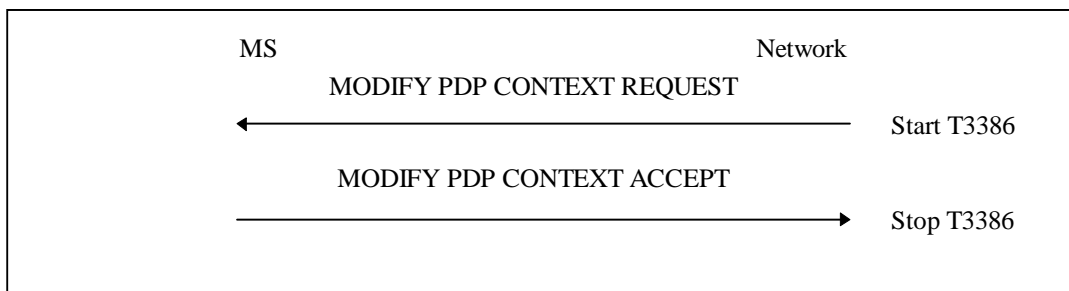 MS
Network
MODIFY PDP CONTEXT REQUEST
Start T3386
MODIFY PDP CONTEXT ACCEPT
Stop T3386